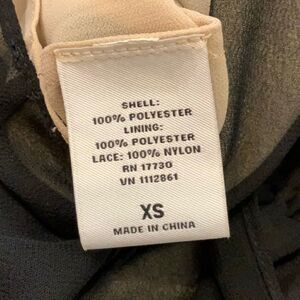 SHELL:
100% POLYESTER
LINING:
100% POLYESTER
LACE: 100% NYLON
RN 17730
VN 1112861
XS
MADE IN CHINA